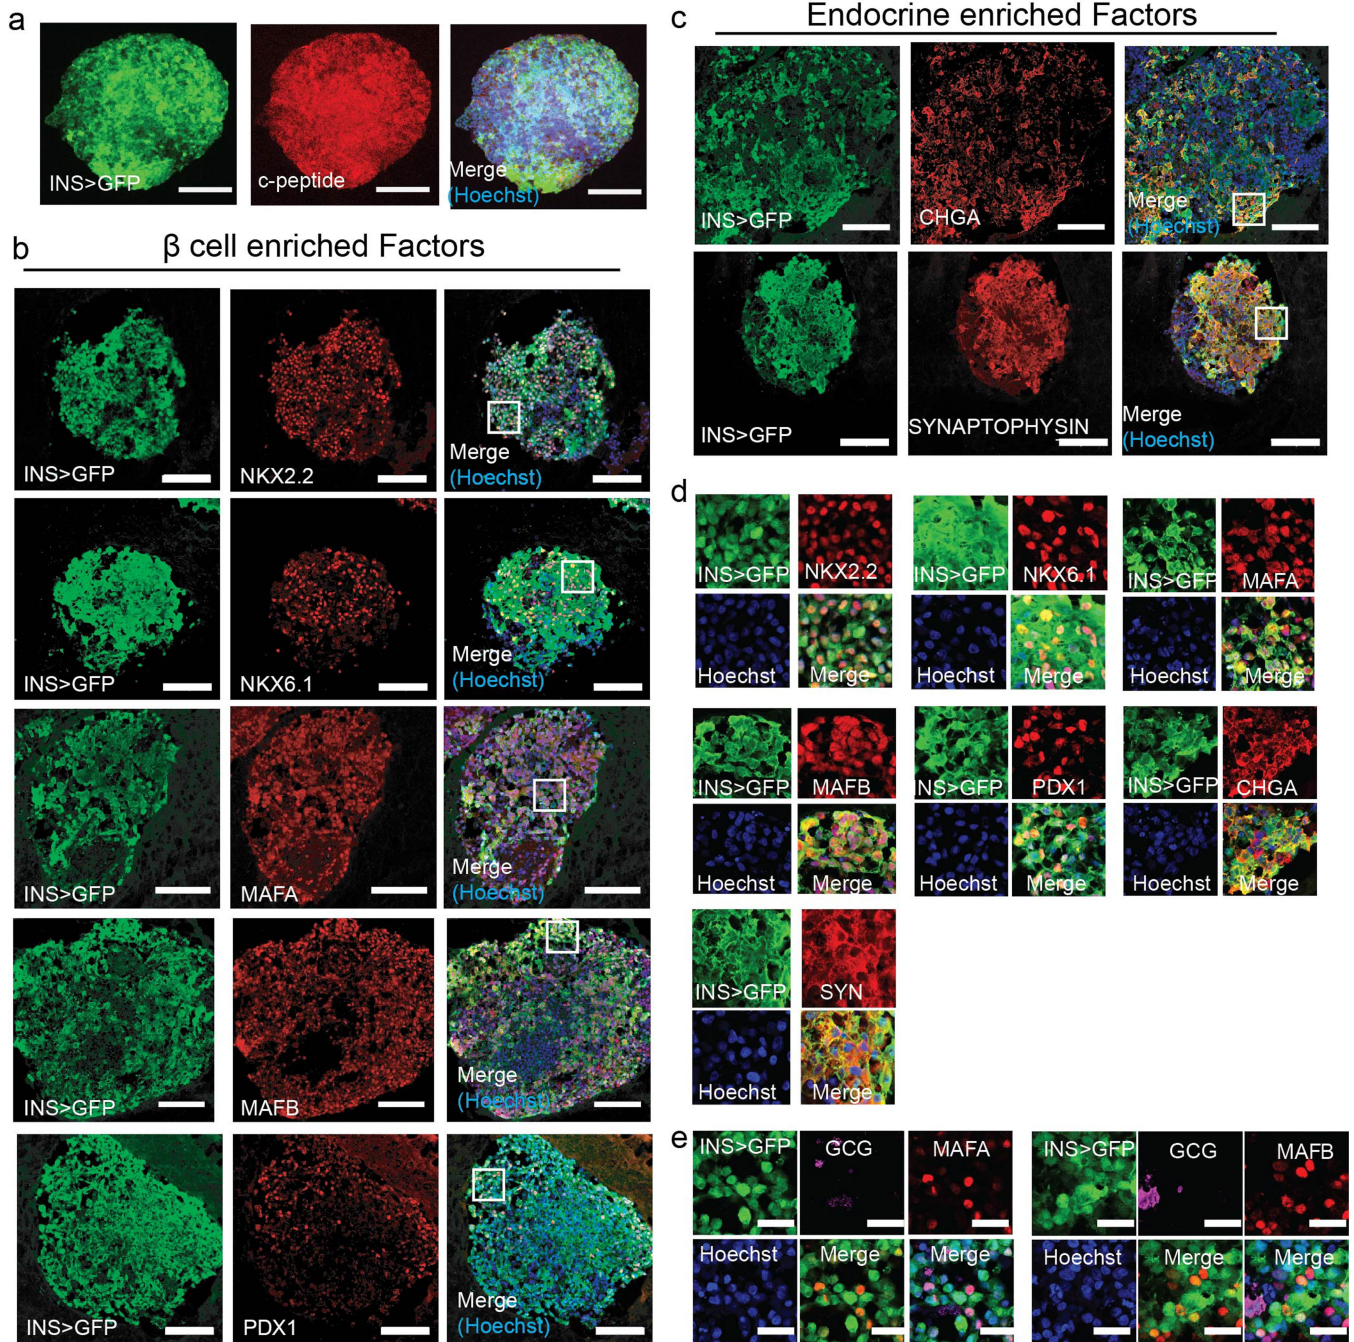 a
INS>GFP
c-peptide
Merge
(Hoechst)
b
β cell enriched Factors
INS>GFP
NKX2.2
Merge
(Hoechst)
INS>GFP
NKX6.1
Merge
(Hoechst)
INS>GFP
MAFA
Merge
(Hoechst)
INS>GFP
MAFB
Merge
(Hoechst)
INS>GFP
PDX1
Merge
(Hoechst)
c
Endocrine enriched Factors
INS>GFP
CHGA
Merge
(Hoechst)
INS>GFP
SYNAPTOPHYSIN
Merge
(Hoechst)
d
INS>GFP
NKX2.2
Hoechst
Merge
INS>GFP
NKX6.1
Hoechst
Merge
INS>GFP
MAFA
Hoechst
Merge
INS>GFP
MAFB
Hoechst
Merge
INS>GFP
PDX1
Hoechst
Merge
INS>GFP
CHGA
Hoechst
Merge
INS>GFP
SYN
Hoechst
Merge
e
INS>GFP
GCG
MAFA
Hoechst
Merge
Merge
INS>GFP
GCG
MAFB
Hoechst
Merge
Merge